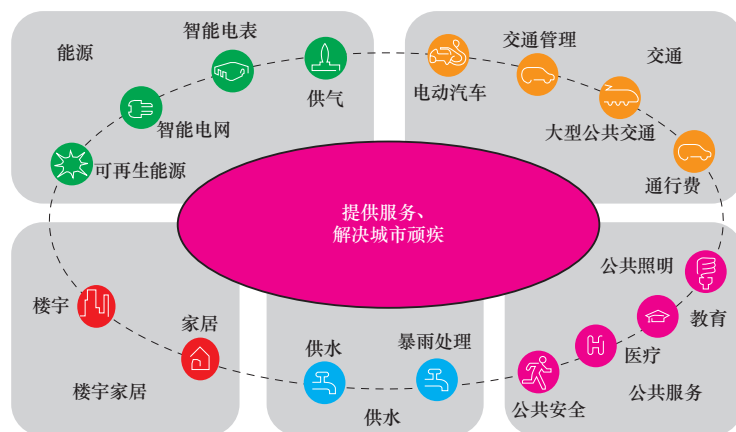 能源
智能电表
供气
智能电网
可再生能源
交通
交通管理
电动汽车
大型公共交通
通行费
提供服务、
解决城市顽疾
楼宇
家居
楼宇家居
供水
暴雨处理
供水
公共照明
教育
医疗
公共安全
公共服务